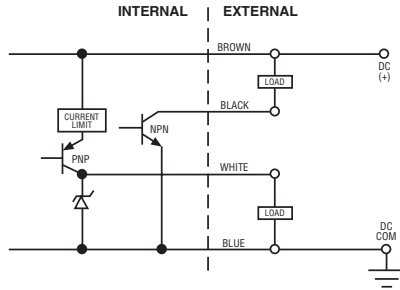 INTERNAL EXTERNAL
BROWN
DC
(+)
LOAD
CURRENT
LIMIT
BLACK
NPN
PNP
WHITE
LOAD
DC
COM
BLUE